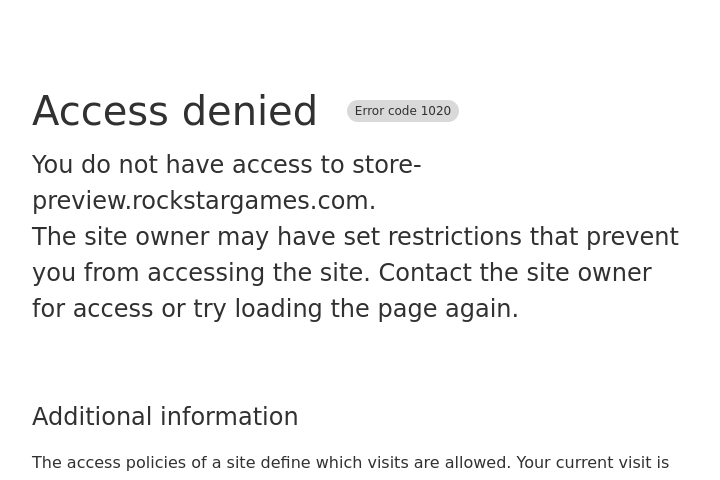 Access denied Error code 1020
You do not have access to store-
preview.rockstargames.com.
The site owner may have set restrictions that prevent
you from accessing the site. Contact the site owner
for access or try loading the page again.
Additional information
The access policies of a site define which visits are allowed. Your current visit is